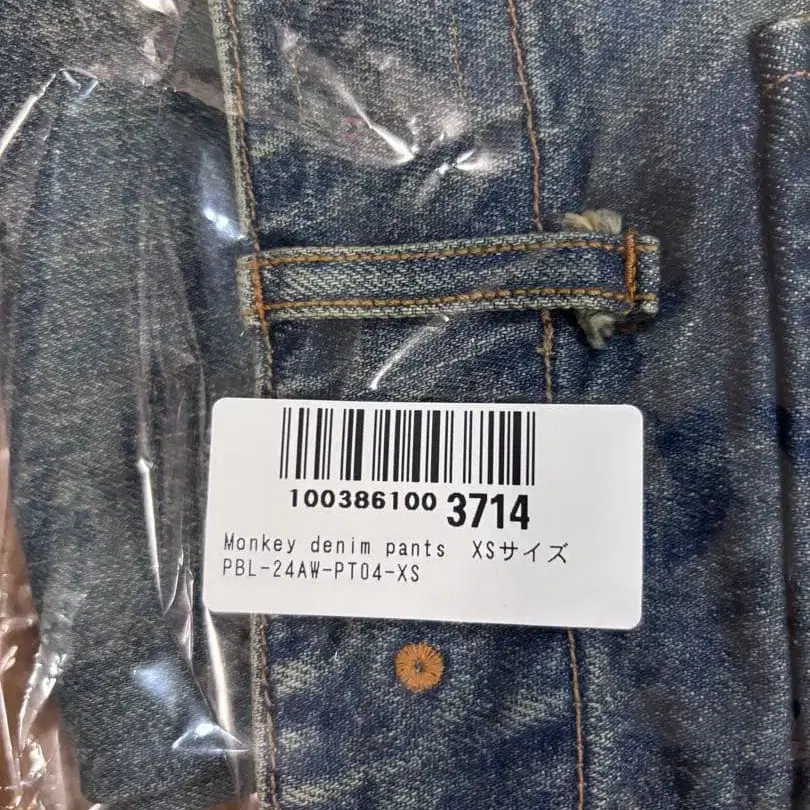 100386100 3714
Monkey denim pants XSサイズ
PBL-24AW-PT04-XS